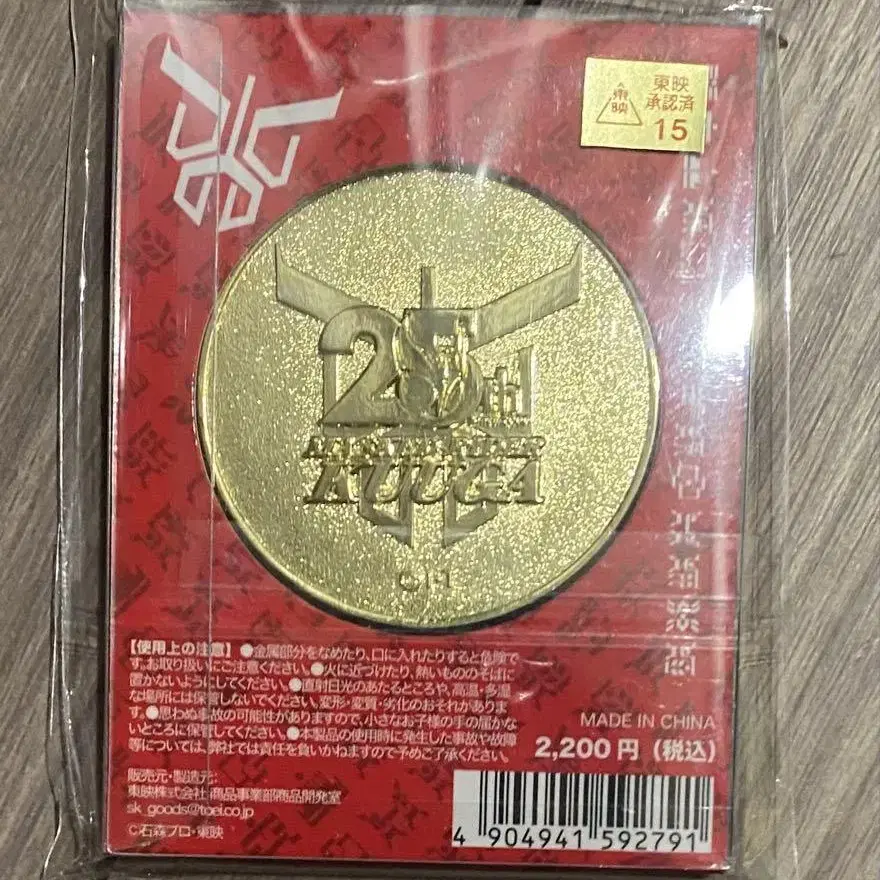 東映
承認済
東映
15
25th
MASKED RIDER
KUUGA
【使用上の注意】●金属部分をなめたり、口に入れたりすると危険で
す。お取り扱いにご注意ください。●火に近づけたり、熱いもののそばに
置かないようにしてください。●直射日光のあたるところや、高温・多湿
な場所には保管しないでください。変形・変質・劣化のおそれがありま
す。●思わぬ事故の可能性がありますので、小さなお子様の手の届かな
いところに保管してください。●本製品の使用時に発生した事故や故障
等については、弊社では責任を負いかねますので予めご了承ください。
MADE IN CHINA
2,200円（税込）
販売元・製造元:
東映株式会社 商品事業部商品開発室
sk_goods@toei.co.jp
©石森プロ・東映
4 904941 592791